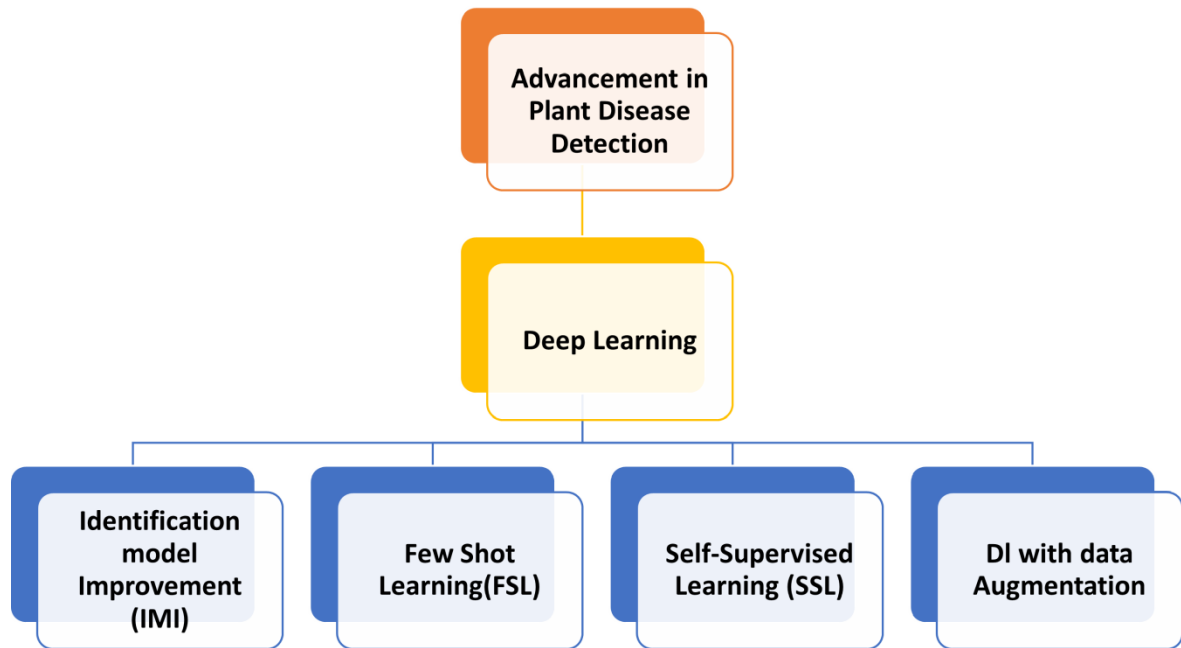 Advancement in
Plant Disease
Detection
Deep Learning
Identification
model
Improvement
(IMI)
Few Shot
Learning(FSL)
Self-Supervised
Learning (SSL)
Dl with data
Augmentation